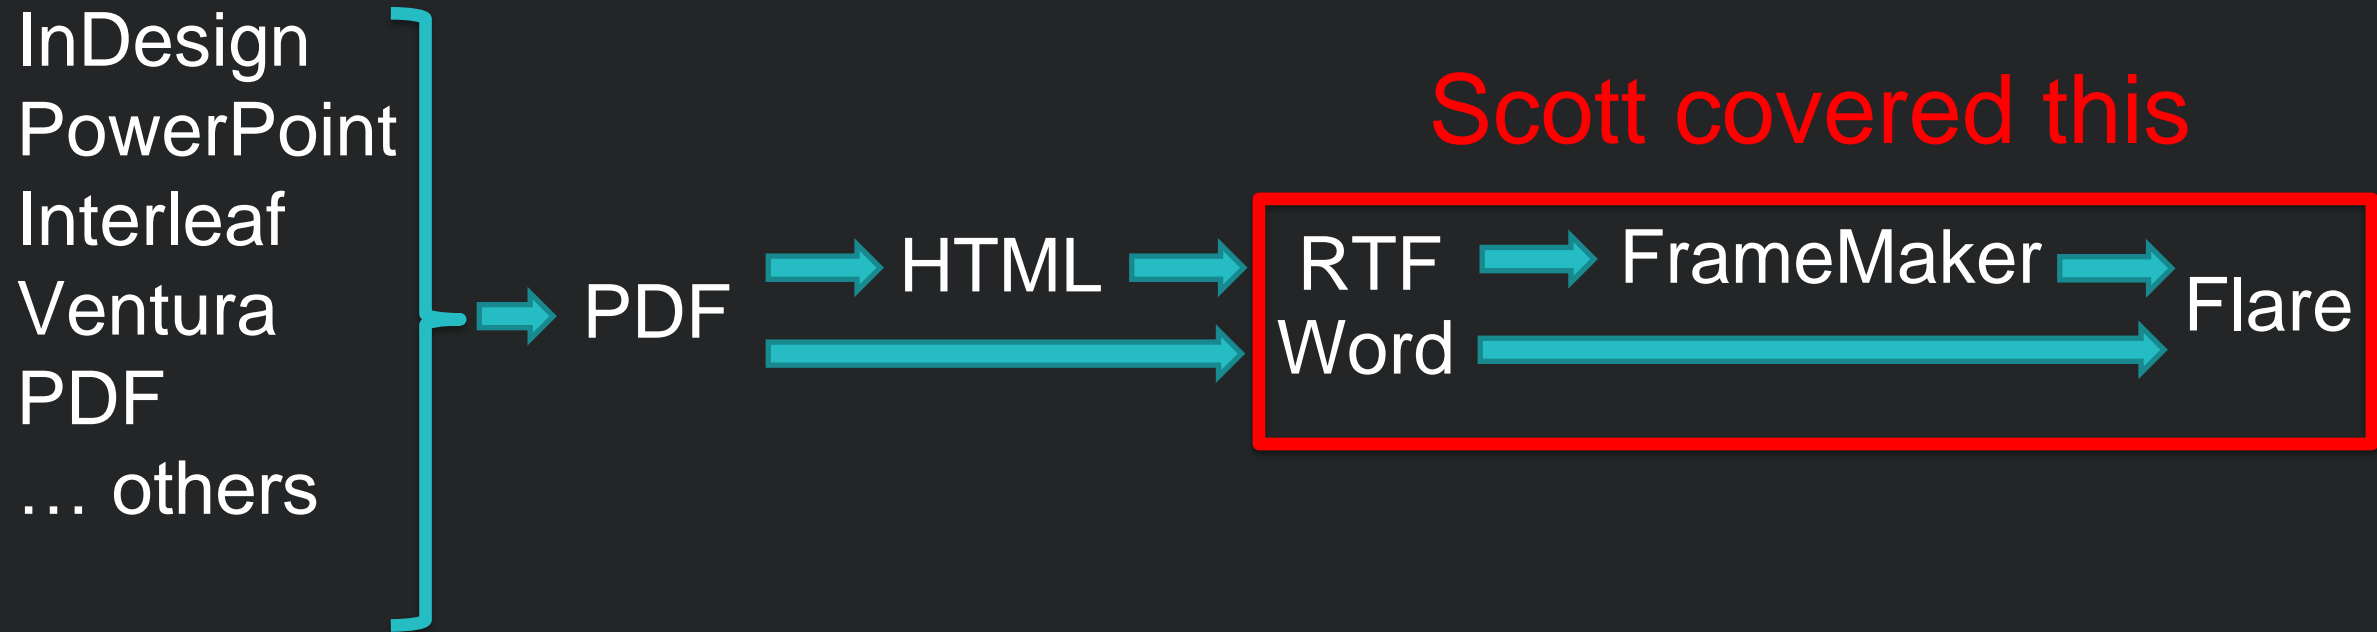 InDesign
PowerPoint
Interleaf
Ventura
PDF
… others
PDF
HTML
Scott covered this
RTF
Word
FrameMaker
Flare